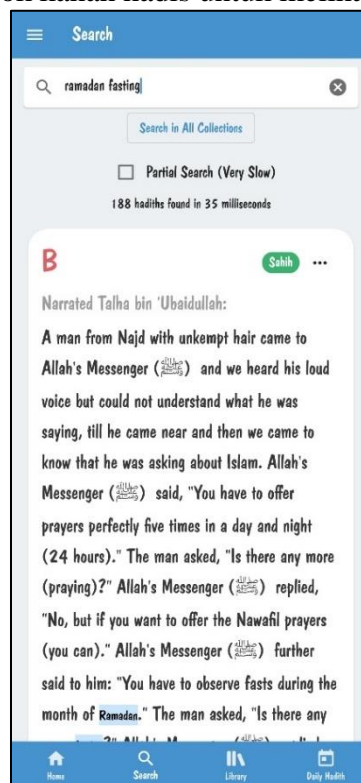 Search
ramadan fasting
Search in All Collections
Partial Search (Very Slow)
188 hadiths found in 35 milliseconds
B
Sahih
Narrated Talha bin 'Ubaidullah:
A man from Najd with unkempt hair came to
Allah's Messenger (ﷺ) and we heard his loud
voice but could not understand what he was
saying, till he came near and then we came to
know that he was asking about Islam. Allah's
Messenger (ﷺ) said, "You have to offer
prayers perfectly five times in a day and night
(24 hours)." The man asked, "Is there any more
(praying)?" Allah's Messenger (ﷺ) replied,
"No, but if you want to offer the Nawafil prayers
(you can)." Allah's Messenger (ﷺ) further
said to him: "You have to observe fasts during the
month of Ramadan." The man asked, "Is there any
Home
Search
Library
Daily Hadith